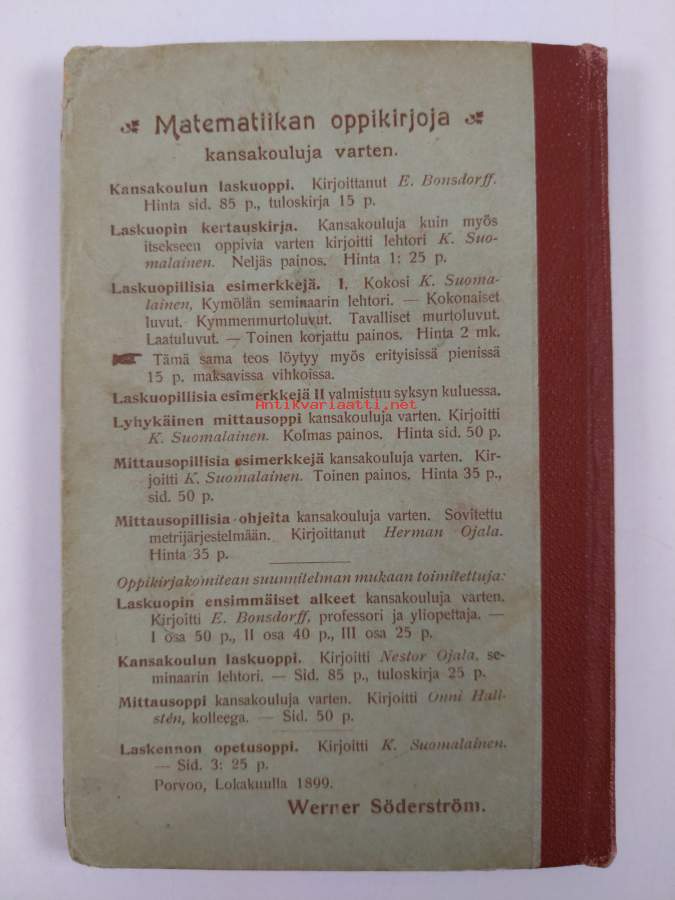 Matematiikan oppikirjoja
kansakouluja varten.
Kansakoulun laskuoppi. Kirjoittanut E. Bonsdorff.
Hinta sid. 85 p., tuloskirja 15 p.
Laskuopin kertauskirja. Kansakouluja kuin myös
itsekseen oppivia varten kirjoitti lehtori K. Suo-
malainen. Neljäs painos. Hinta 1: 25 p.
Laskuopillisia esimerkkejä. I. Kokosi K. Suoma-
lainen, Kymölän seminaarin lehtori. — Kokonaiset
luvut. Kymmenmurtoluvut. Tavalliset murtoluvut.
Laatuluvut. — Toinen korjattu painos. Hinta 2 mk.
☛ Tämä sama teos löytyy myös erityisissä pienissä
15 p. maksavissa vihkoissa.
Laskuopillisia esimerkkejä II valmistuu syksyn kuluessa.
Antikvariaatti.net
Lyhykäinen mittausoppi kansakouluja varten. Kirjoitti
K. Suomalainen. Kolmas painos. Hinta sid. 50 p.
Mittausopillisia esimerkkejä kansakouluja varten. Kir-
joitti K. Suomalainen. Toinen painos. Hinta 35 p.,
sid. 50 p.
Mittausopillisia ohjeita kansakouluja varten. Sovitettu
metrijärjestelmään. Kirjoittanut Herman Ojala.
Hinta 35 p.
Oppikirjakomitean suunnitelman mukaan toimitettuja:
Laskuopin ensimmäiset alkeet kansakouluja varten.
Kirjoitti E. Bonsdorff, professori ja yliopettaja. —
I osa 50 p., II osa 40 p., III osa 25 p.
Kansakoulun laskuoppi. Kirjoitti Nestor Ojala, se-
minaarin lehtori. — Sid. 85 p., tuloskirja 25 p.
Mittausoppi kansakouluja varten. Kirjoitti Onni Hall-
stén, kolleega. — Sid. 50 p.
Laskennon opetusoppi. Kirjoitti K. Suomalainen.
— Sid. 3: 25 p.
Porvoo, Lokakuulla 1899.
Werner Söderström.